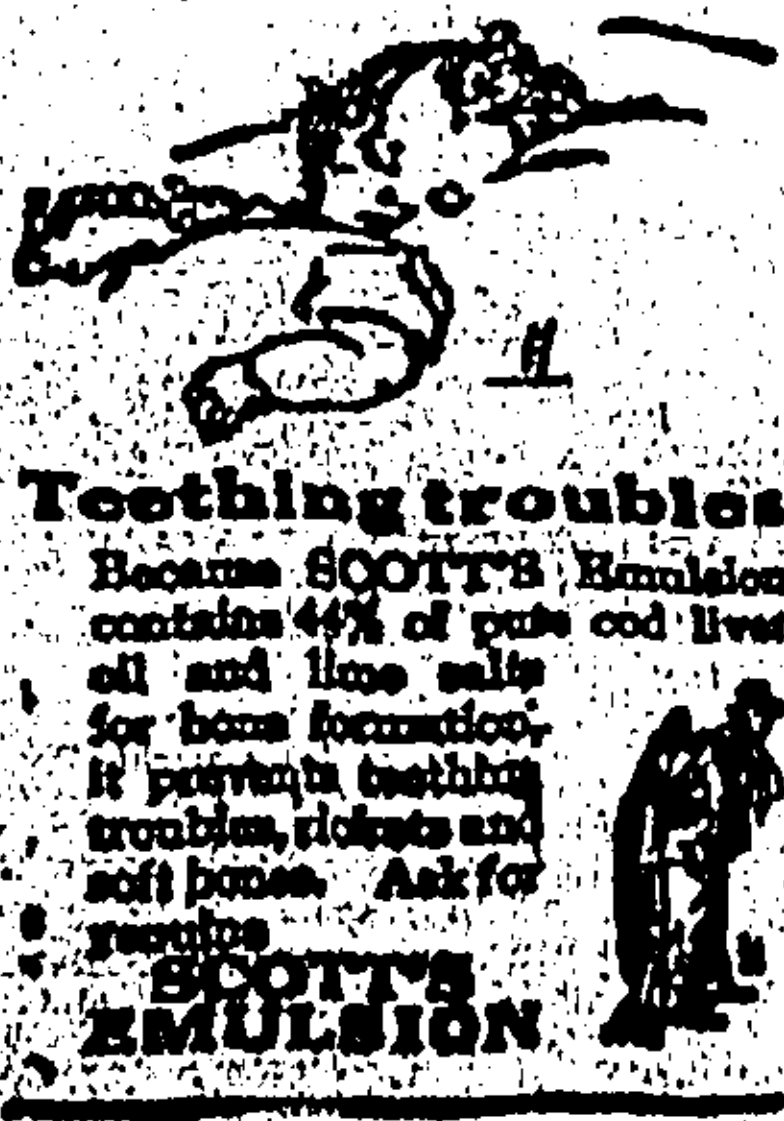 H
Teething troubles
Because SCOTT'S Emulsion
contains 44% of pure cod liver
oil and lime salts
for bone formation,
it prevents teething
troubles, rickets and
soft bones. Ask for
genuine
SCOTT'S
EMULSION